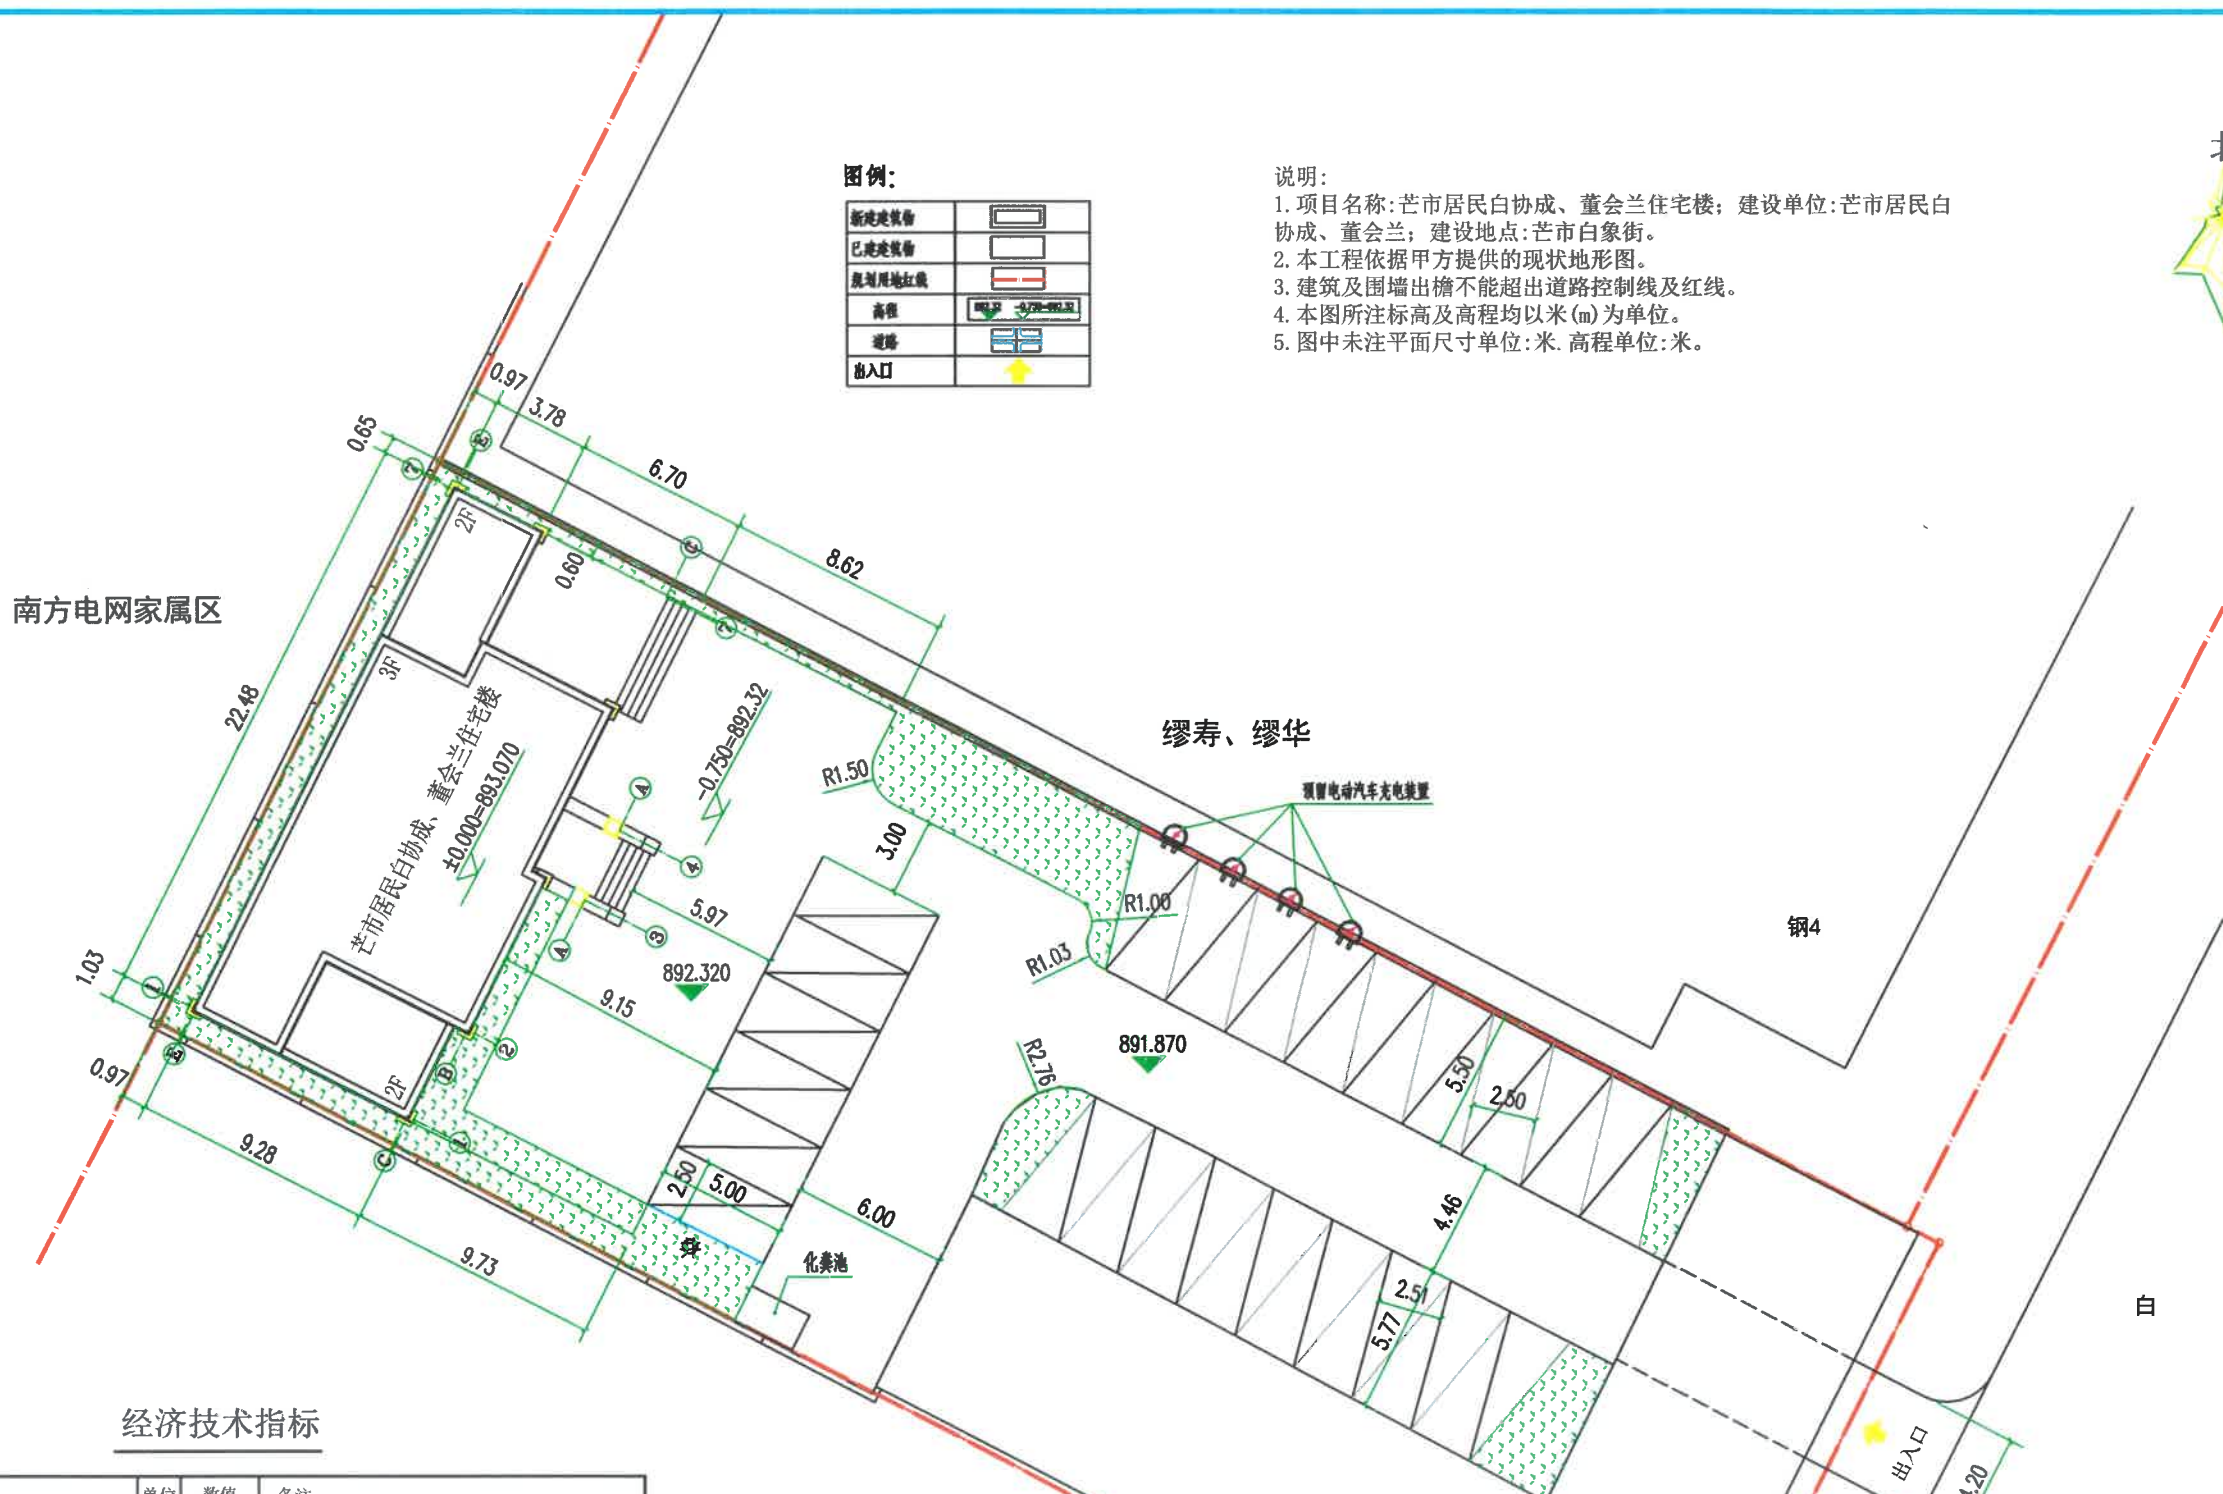 图例：
新建建筑物
已建建筑物
规划用地红线
高程
道路
出入口
说明:
1.项目名称:芒市居民白协成、董会兰住宅楼；建设单位:芒市居民白
协成、董会兰；建设地点:芒市白象街。
2.本工程依据甲方提供的现状地形图。
3.建筑及围墙出檐不能超出道路控制线及红线。
4.本图所注标高及高程均以米(m)为单位。
5.图中未注平面尺寸单位:米.高程单位:米。
0.97
3.78
0.65
6.70
8.62
E
2
C
2
2F
0.60
南方电网家属区
3F
22.48
芒市居民白协成、董会兰住宅楼
±0.000=893.070
-0.750=892.32
缪寿、缪华
R1.50
预留电动汽车充电装置
3.00
A
4
5.97
R1.00
R1.03
钢4
A
3
892.320
9.15
1.03
1
E
0.97
2
B
2F
1
C
891.870
R2.76
5.50
2.50
9.28
2.50
5.00
6.00
4.46
9.73
化粪池
2.51
5.77
白
经济技术指标
出入口
单位
数值
备注